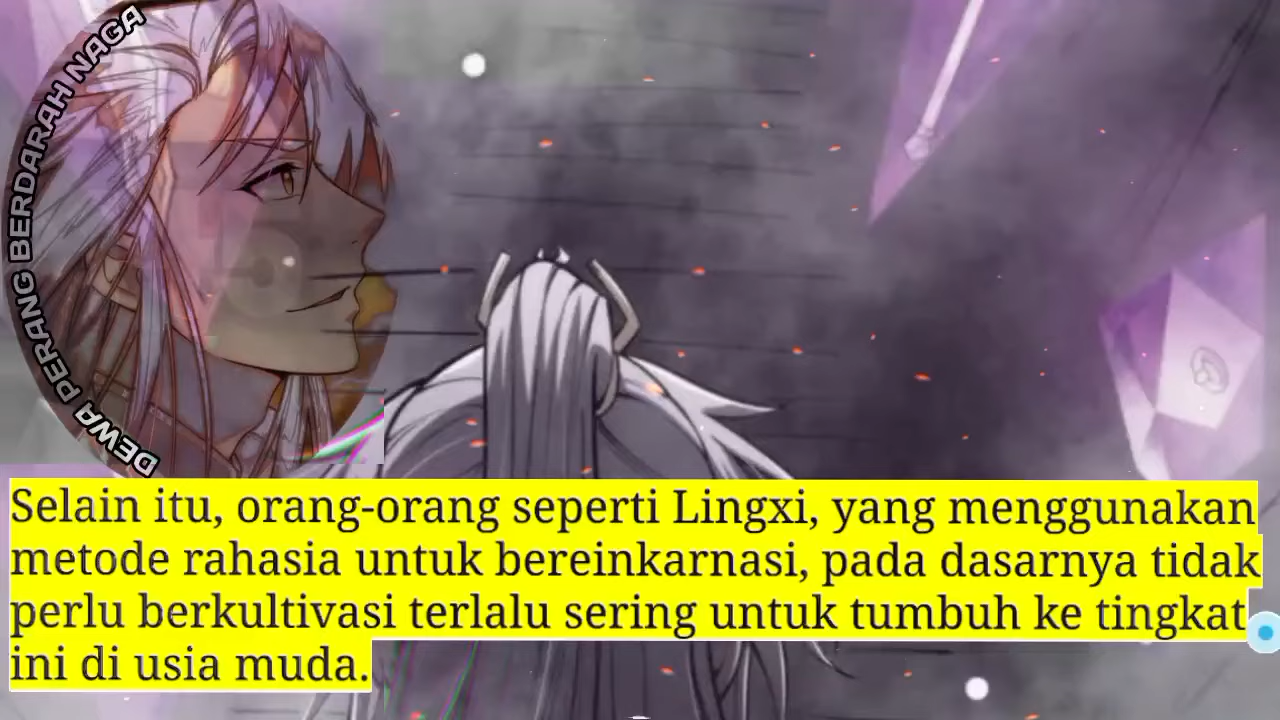 DEWA PERANG BERDARAH NAGA
Selain itu, orang-orang seperti Lingxi, yang menggunakan
metode rahasia untuk bereinkarnasi, pada dasarnya tidak
perlu berkultivasi terlalu sering untuk tumbuh ke tingkat
ini di usia muda.